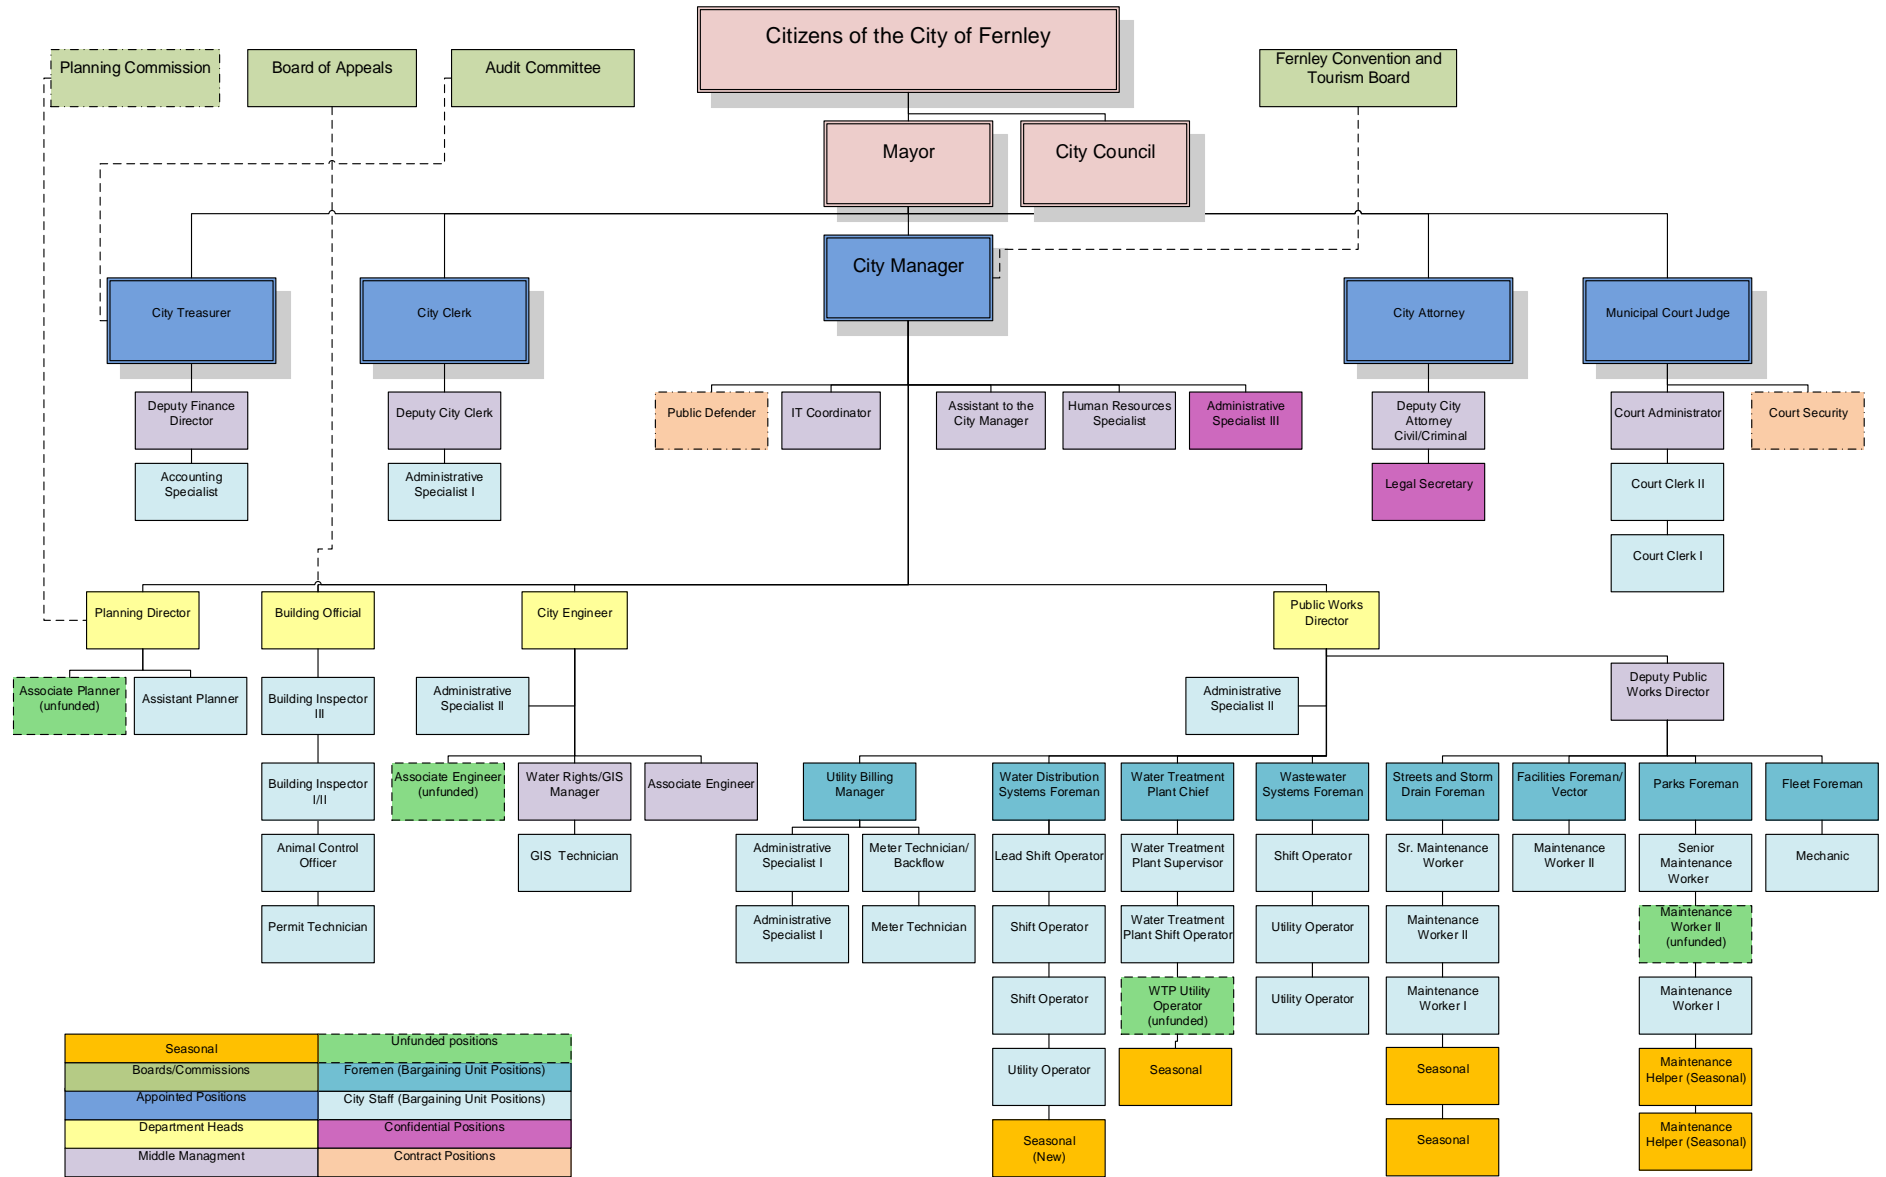 Citizens of the City of Fernley
Planning Commission
Board of Appeals
Audit Committee
Fernley Convention and
Tourism Board
Mayor
City Council
City Manager
City Treasurer
City Clerk
City Attorney
Municipal Court Judge
Deputy Finance
Director
Deputy City Clerk
Public Defender
IT Coordinator
Assistant to the
City Manager
Human Resources
Specialist
Administrative
Specialist III
Deputy City
Attorney
Civil/Criminal
Court Administrator
Court Security
Accounting
Specialist
Administrative
Specialist I
Legal Secretary
Court Clerk II
Court Clerk I
Planning Director
Building Official
City Engineer
Public Works
Director
Associate Planner
(unfunded)
Assistant Planner
Building Inspector
III
Administrative
Specialist II
Administrative
Specialist II
Deputy Public
Works Director
Building Inspector
I/II
Associate Engineer
(unfunded)
Water Rights/GIS
Manager
Associate Engineer
Utility Billing
Manager
Water Distribution
Systems Foreman
Water Treatment
Plant Chief
Wastewater
Systems Foreman
Streets and Storm
Drain Foreman
Facilities Foreman/
Vector
Parks Foreman
Fleet Foreman
Animal Control
Officer
GIS  Technician
Administrative
Specialist I
Meter Technician/
Backflow
Lead Shift Operator
Water Treatment
Plant Supervisor
Shift Operator
Sr. Maintenance
Worker
Maintenance
Worker II
Senior
Maintenance
Worker
Mechanic
Permit Technician
Administrative
Specialist I
Meter Technician
Shift Operator
Water Treatment
Plant Shift Operator
Utility Operator
Maintenance
Worker II
Maintenance
Worker II
(unfunded)
Shift Operator
WTP Utility
Operator
(unfunded)
Utility Operator
Maintenance
Worker I
Maintenance
Worker I
Utility Operator
Seasonal
Seasonal
Maintenance
Helper (Seasonal)
Seasonal
(New)
Seasonal
Maintenance
Helper (Seasonal)
Seasonal
Unfunded positions
Boards/Commissions
Foremen (Bargaining Unit Positions)
Appointed Positions
City Staff (Bargaining Unit Positions)
Department Heads
Confidential Positions
Middle Managment
Contract Positions